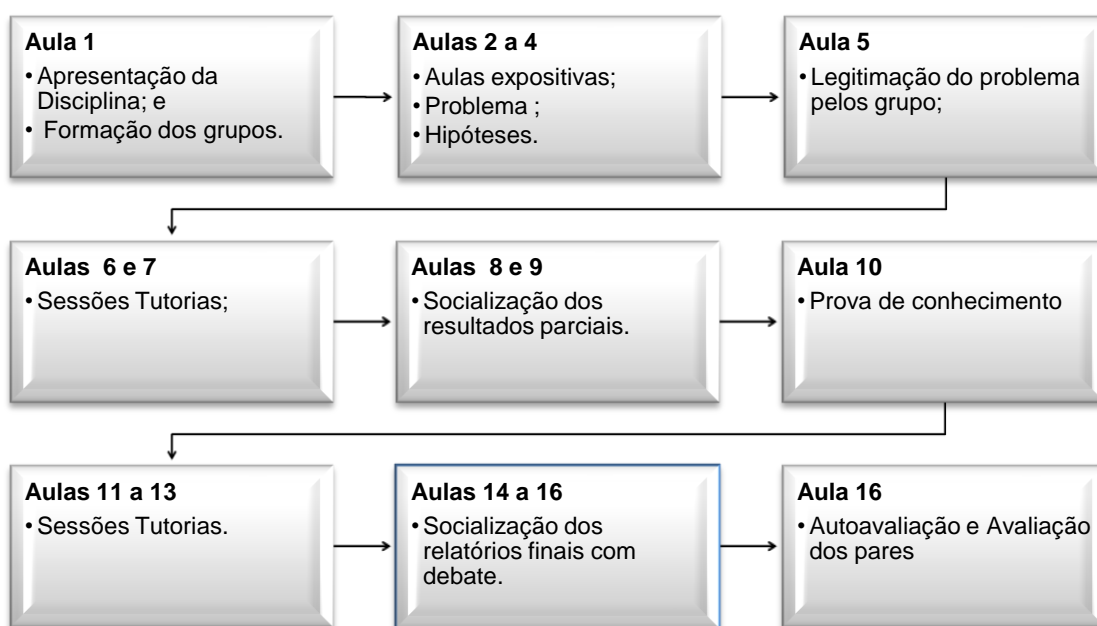 Aula 1
• Apresentação da
Disciplina; e
• Formação dos grupos.
Aulas 2 a 4
• Aulas expositivas;
• Problema ;
• Hipóteses.
Aula 5
• Legitimação do problema
pelos grupo;
Aulas 6 e 7
• Sessões Tutorias;
Aulas 8 e 9
• Socialização dos
resultados parciais.
Aula 10
• Prova de conhecimento
Aulas 11 a 13
• Sessões Tutorias.
Aulas 14 a 16
• Socialização dos
relatórios finais com
debate.
Aula 16
• Autoavaliação e Avaliação
dos pares